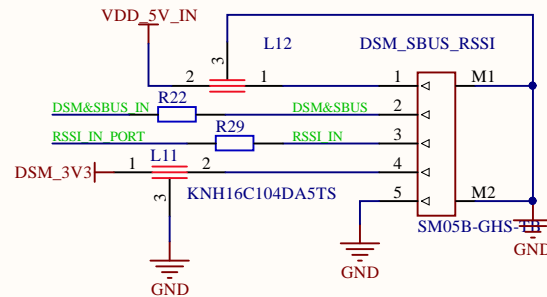 VDD_5V_IN
L12
DSM_SBUS_RSSI
3
2
1
1
M1
DSM&SBUS_IN
R22
DSM&SBUS
2
RSSI_IN_PORT
R29
RSSI_IN
3
L11
DSM_3V3
1
2
4
3
KNH16C104DA5TS
5
M2
SM05B-GHS-TB
GND
GND
GND